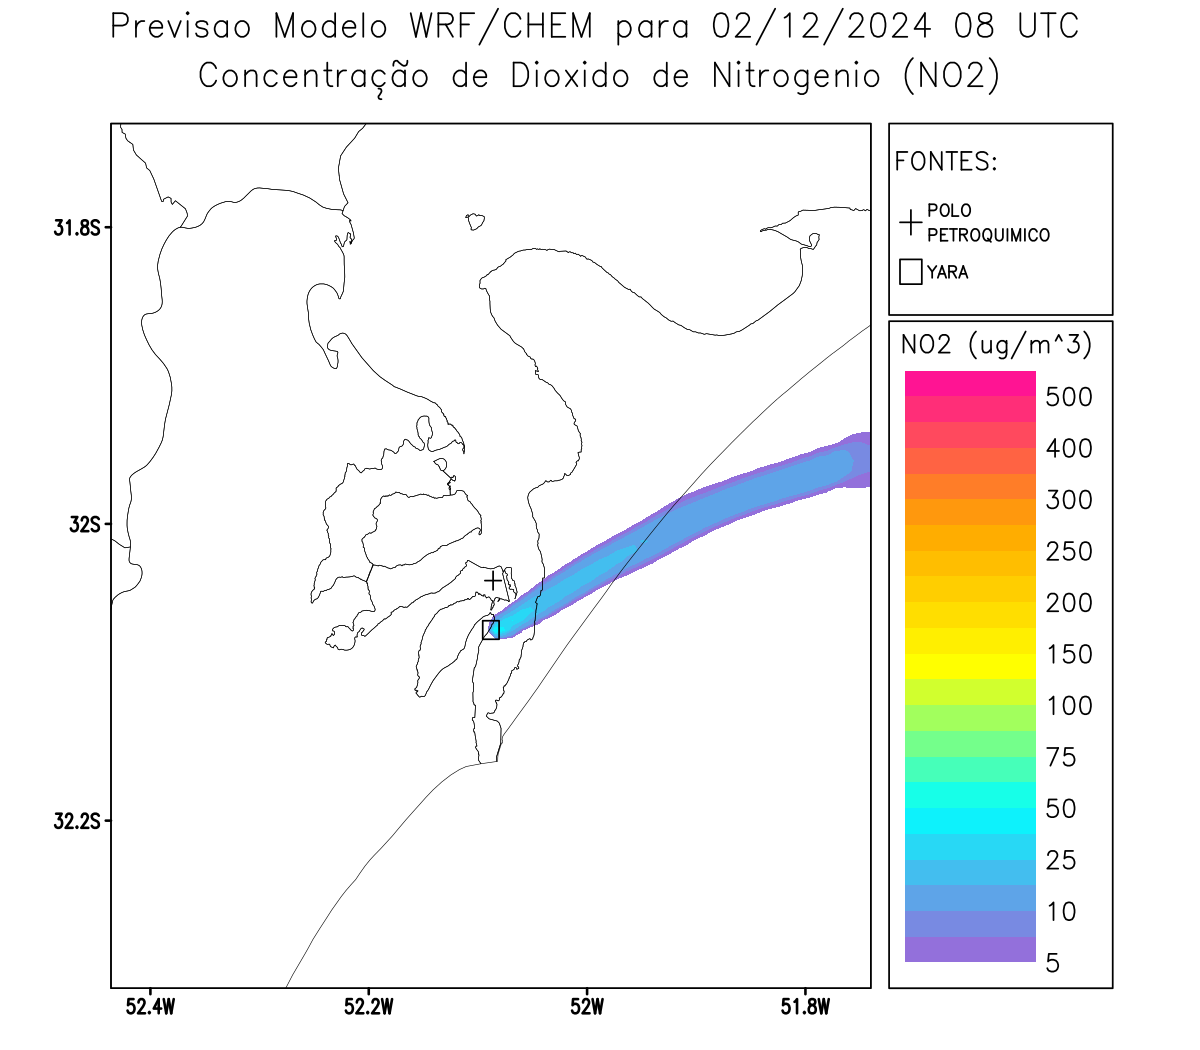 Previsao Modelo WRF/CHEM para 02/12/2024 08 UTC
Concentração de Dioxido de Nitrogenio (NO2)
FONTES:
POLO
PETROQUIMICO
YARA
NO2 (ug/m^3)
500
400
300
250
200
150
100
75
50
25
10
5
31.8S
32S
32.2S
52.4W
52.2W
52W
51.8W